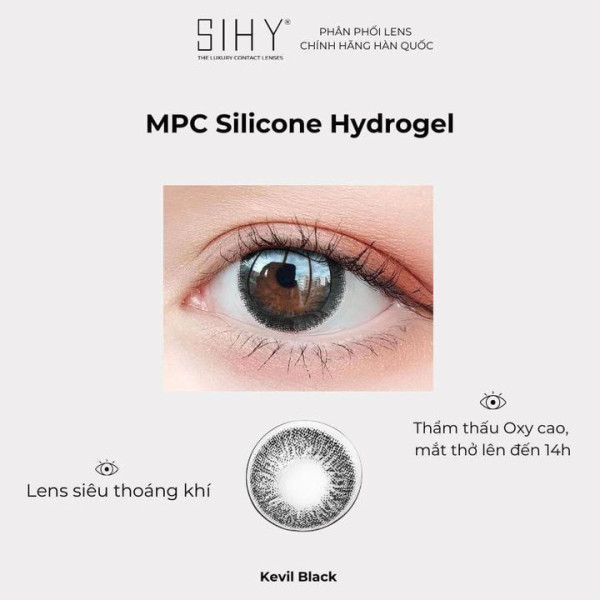 SIHY®
THE LUXURY CONTACT LENSES
PHÂN PHỐI LENS
CHÍNH HÃNG HÀN QUỐC
MPC Silicone Hydrogel
Thẩm thấu Oxy cao,
mắt thở lên đến 14h
Lens siêu thoáng khí
Kevil Black